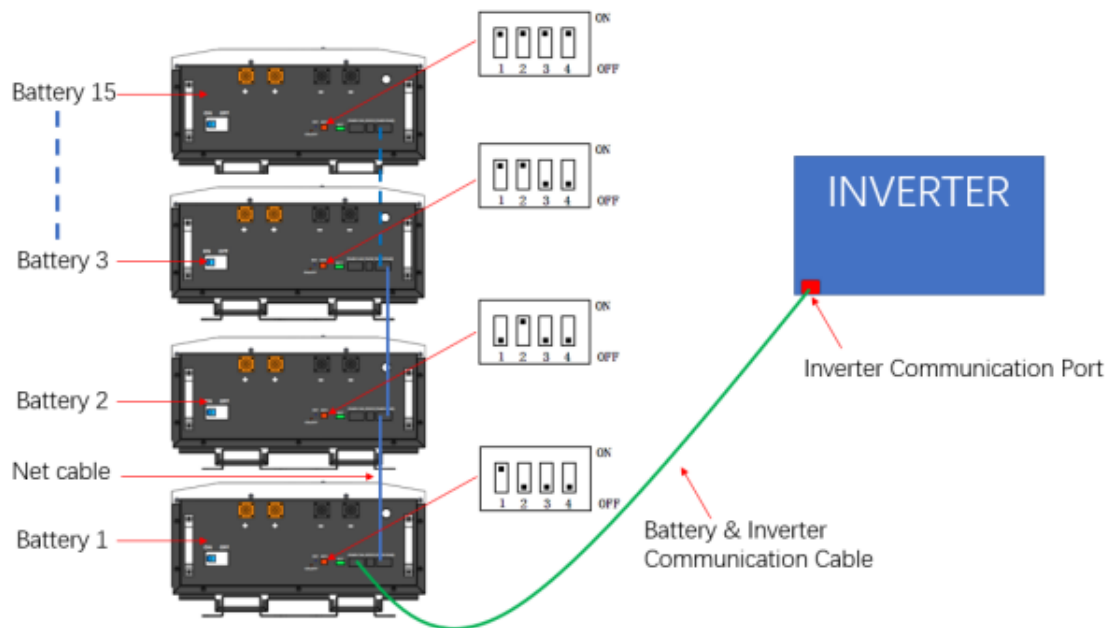 ON
1 2 3 4
OFF
Battery 15
+ + - -
ON
1 2 3 4
OFF
INVERTER
Battery 3
+ + - -
ON
1 2 3 4
OFF
Inverter Communication Port
Battery 2
+ + - -
Net cable
ON
1 2 3 4
OFF
Battery 1
+ + - -
Battery & Inverter
Communication Cable